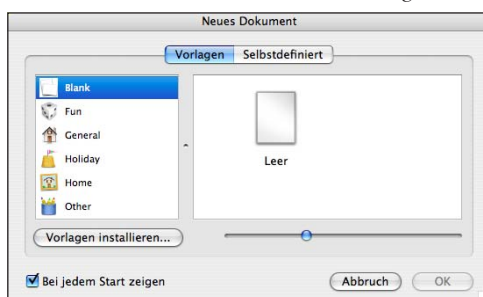 Neues Dokument
Vorlagen Selbstdefiniert
Blank
Fun
General
Holiday
Home
Other
Leer
Vorlagen installieren...
Bei jedem Start zeigen
Abbruch OK